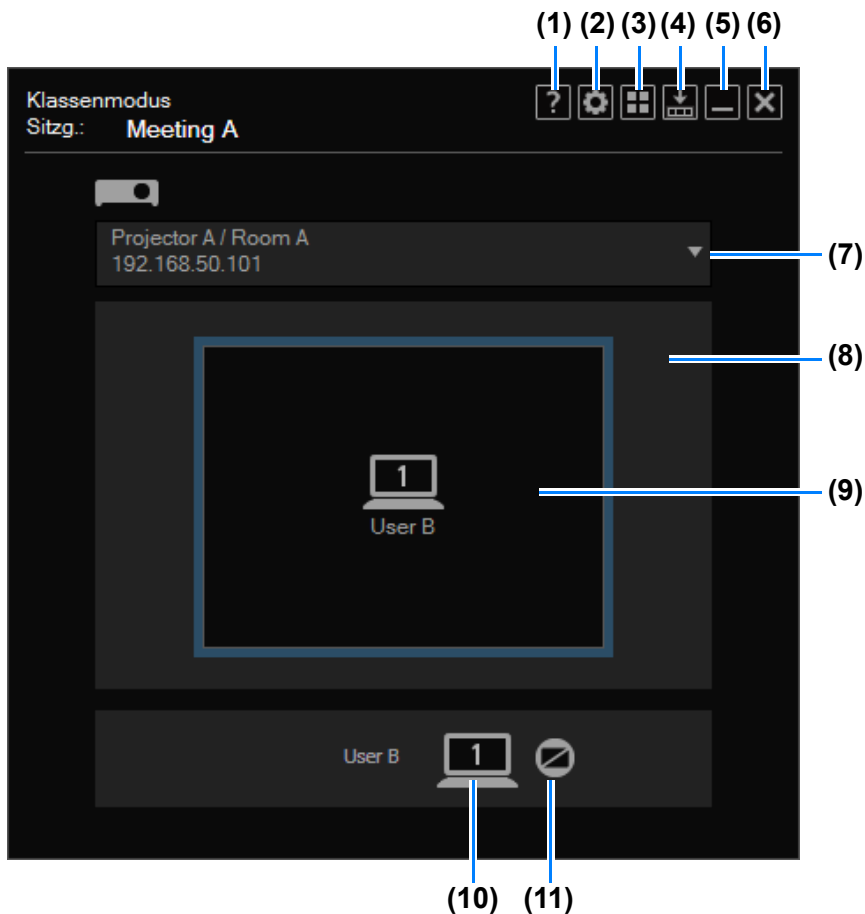 (1) (2) (3) (4) (5) (6)
Klassenmodus
Sitzg.: Meeting A
?
Projector A / Room A
192.168.50.101
(7)
(8)
1
User B
(9)
User B 1
(10) (11)